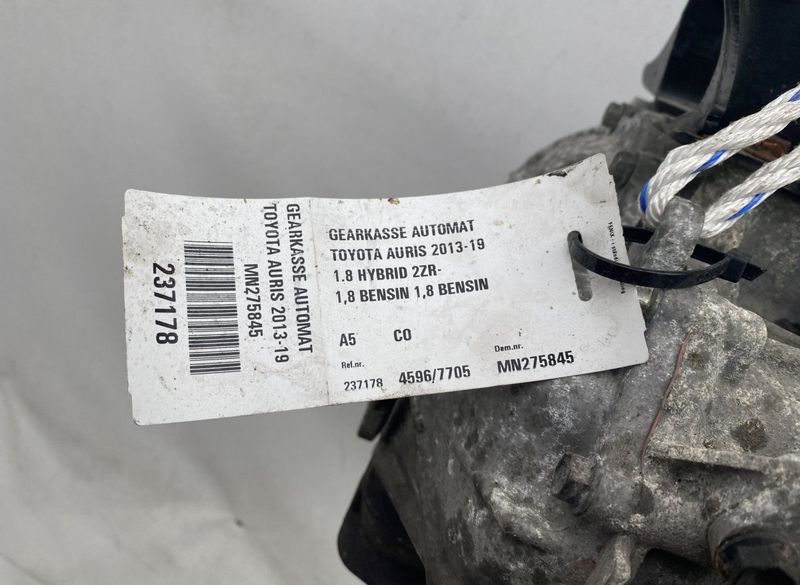 GEARKASSE AUTOMAT
TOYOTA AURIS 2013-19
MN275845
237178
GEARKASSE AUTOMAT
TOYOTA AURIS 2013-19
1.8 HYBRID 2ZR-
1,8 BENSIN 1,8 BENSIN
A5 CO
Ref.nr. Dem.nr.
237178 4596/7705 MN275845